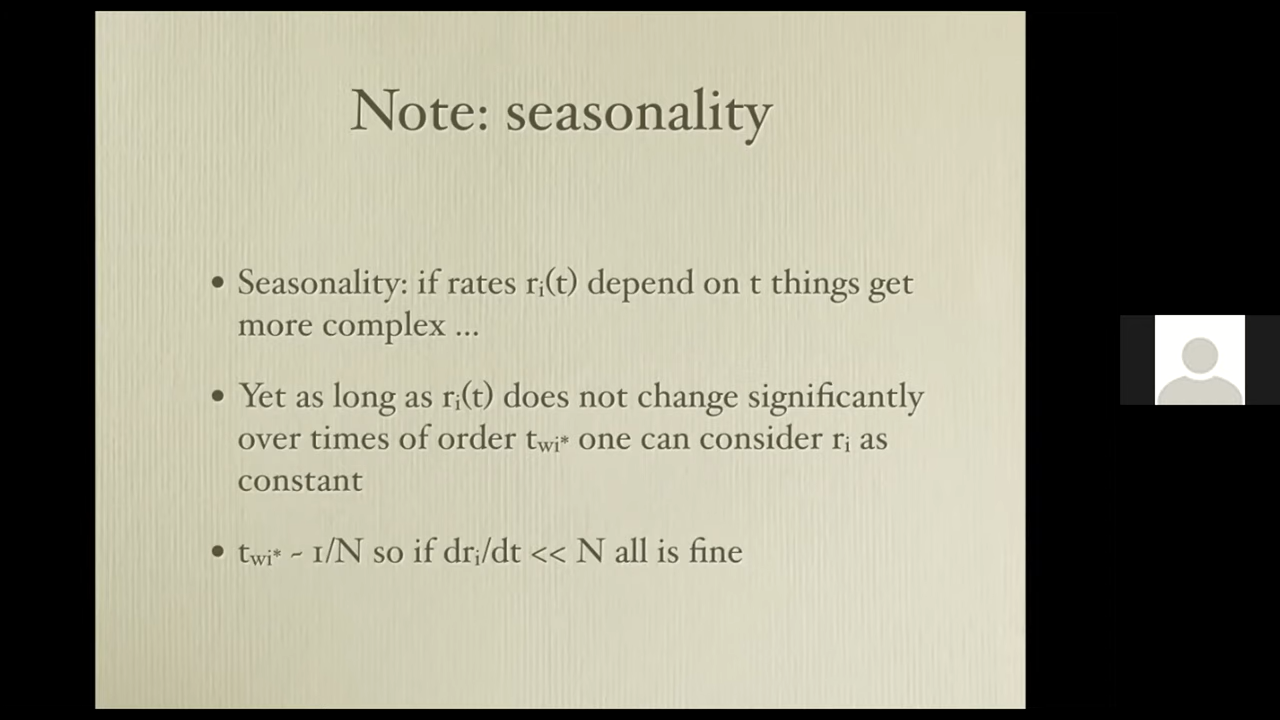 Note: seasonality
• Seasonality: if rates rᵢ(t) depend on t things get
more complex ...
• Yet as long as rᵢ(t) does not change significantly
over times of order t_wi* one can consider rᵢ as
constant
• t_wi* ~ 1/N so if drᵢ/dt << N all is fine